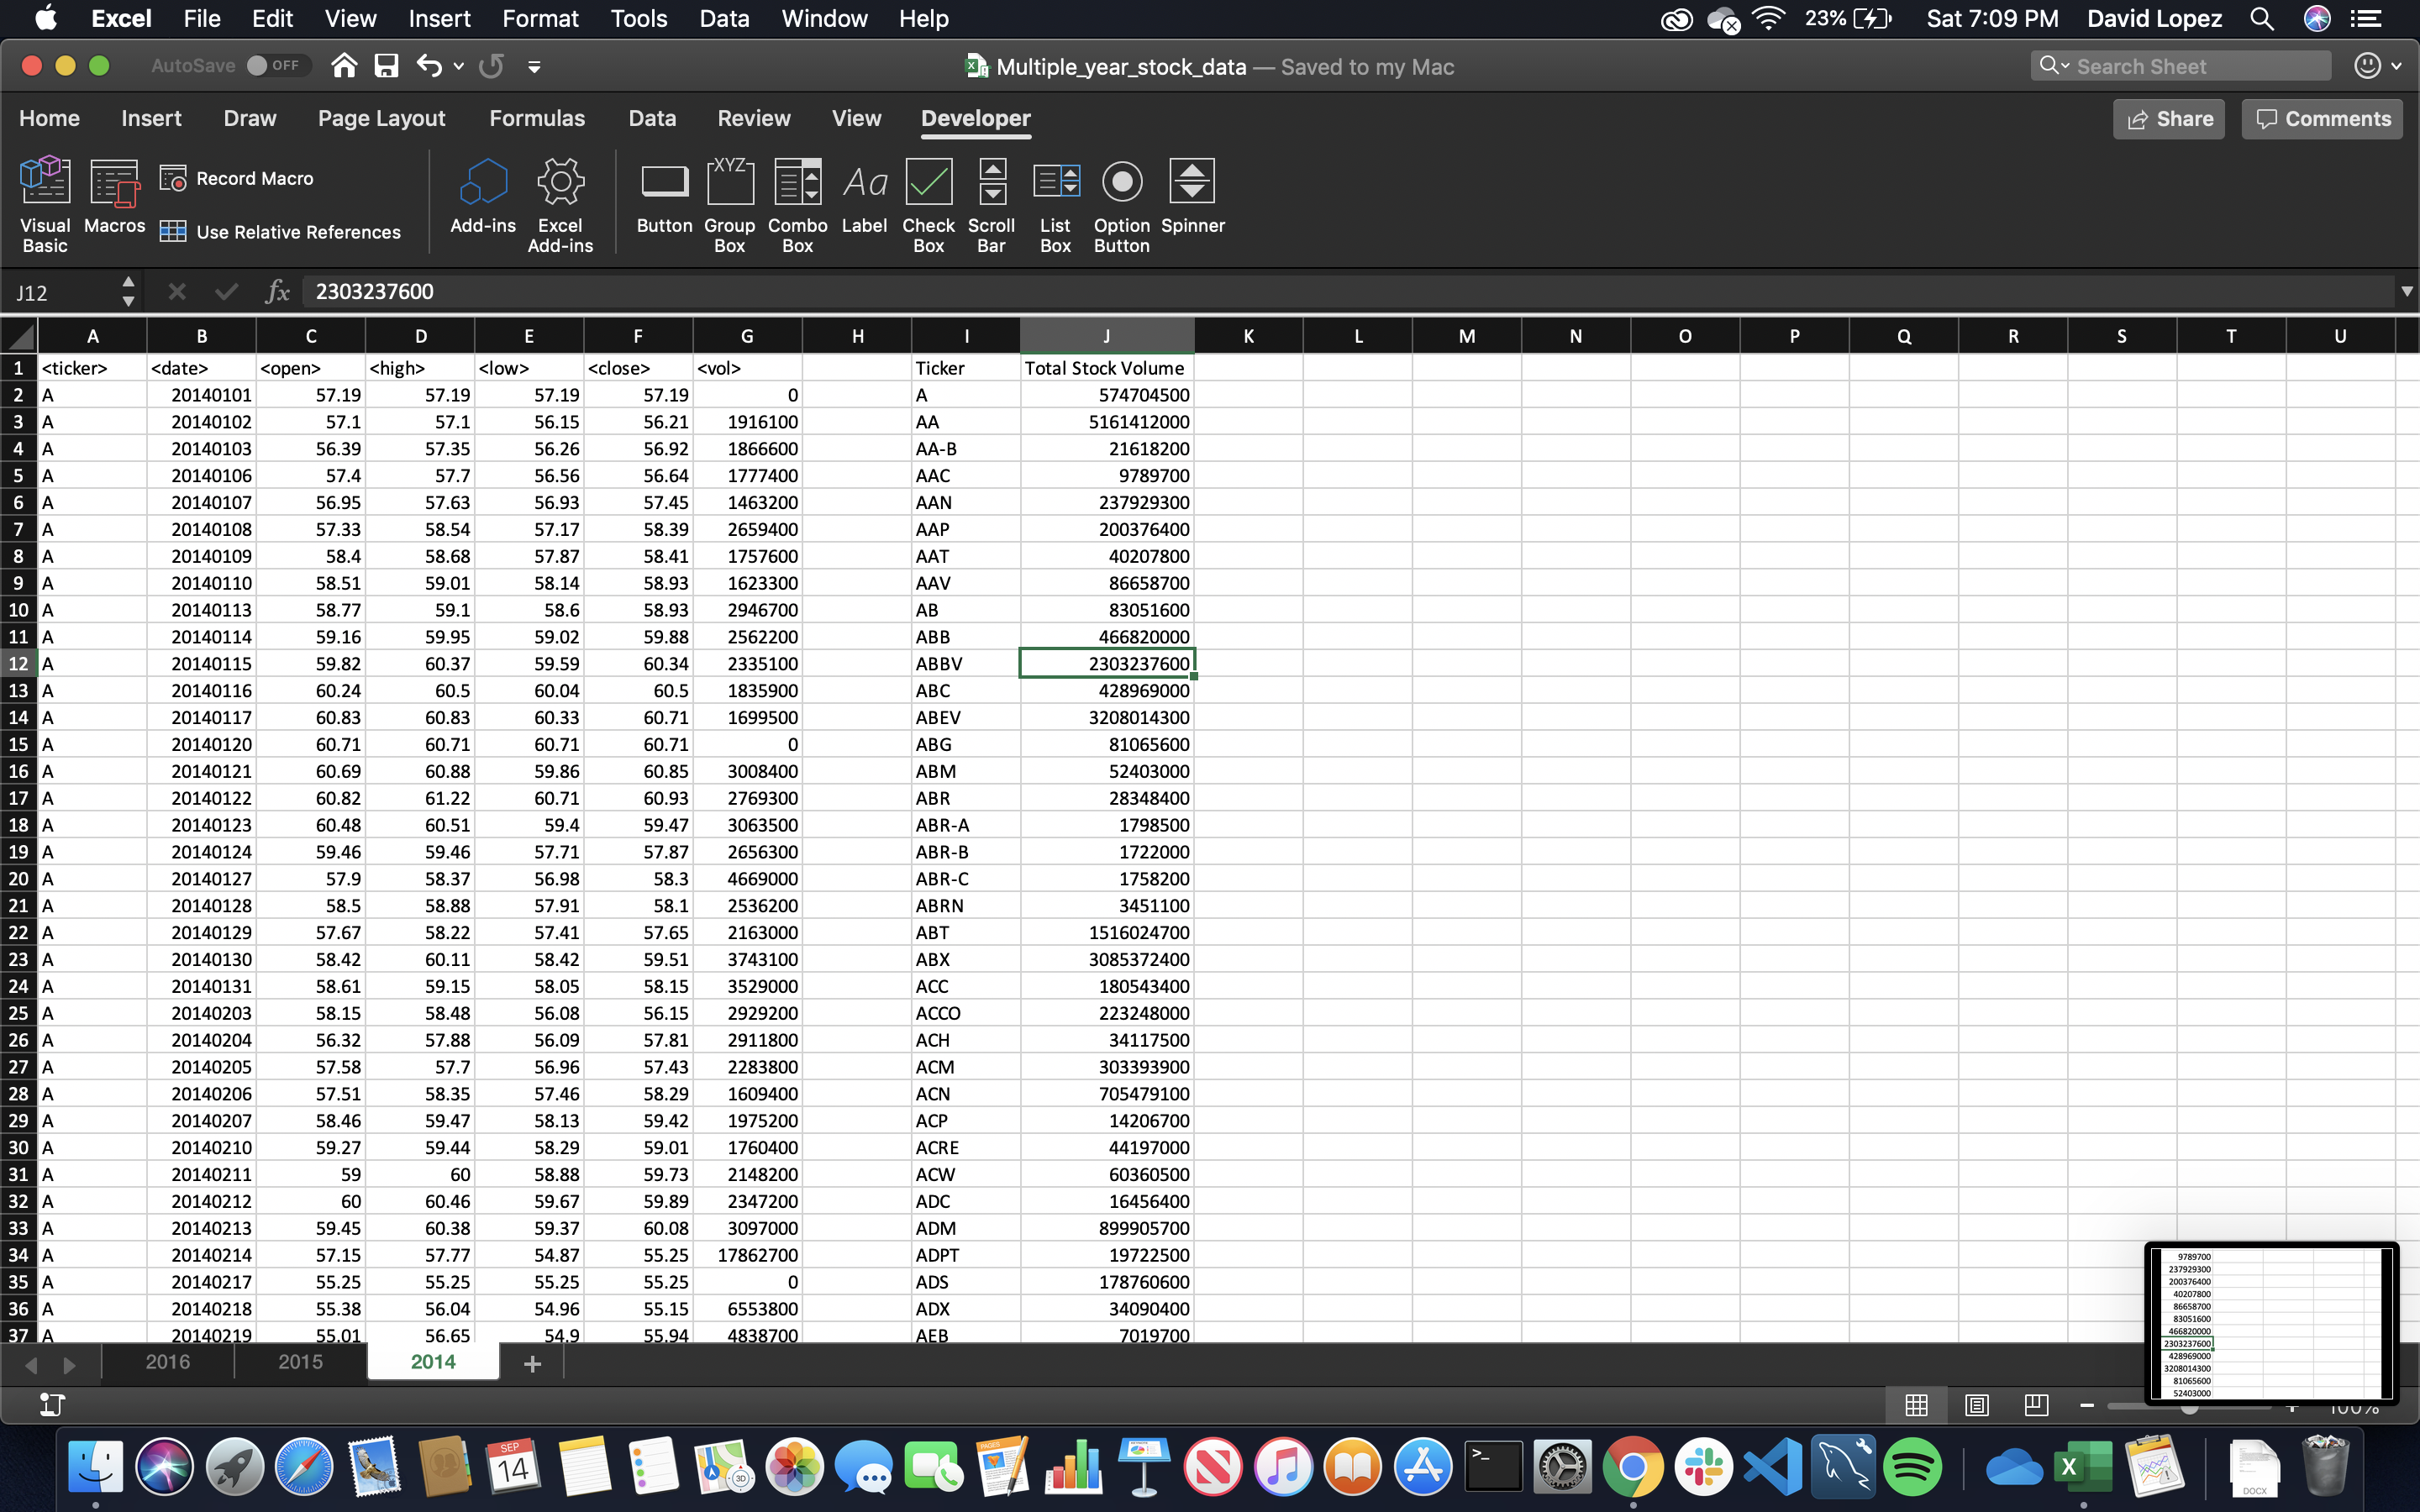 Excel File Edit View Insert Format Tools Data Window Help 23% Sat 7:09 PM David Lopez
AutoSave OFF Multiple_year_stock_data — Saved to my Mac Search Sheet
Home Insert Draw Page Layout Formulas Data Review View Developer Share Comments
Visual Basic Macros Record Macro Use Relative References Add-ins Excel Add-ins Button XYZ Group Box Combo Box Aa Label Check Box Scroll Bar List Box Option Button Spinner
J12 fx 2303237600
A B C D E F G H I J K L M N O P Q R S T U
1 <ticker> <date> <open> <high> <low> <close> <vol> Ticker Total Stock Volume
2 A 20140101 57.19 57.19 57.19 57.19 0 A 574704500
3 A 20140102 57.1 57.1 56.15 56.21 1916100 AA 5161412000
4 A 20140103 56.39 57.35 56.26 56.92 1866600 AA-B 21618200
5 A 20140106 57.4 57.7 56.56 56.64 1777400 AAC 9789700
6 A 20140107 56.95 57.63 56.93 57.45 1463200 AAN 237929300
7 A 20140108 57.33 58.54 57.17 58.39 2659400 AAP 200376400
8 A 20140109 58.4 58.68 57.87 58.41 1757600 AAT 40207800
9 A 20140110 58.51 59.01 58.14 58.93 1623300 AAV 86658700
10 A 20140113 58.77 59.1 58.6 58.93 2946700 AB 83051600
11 A 20140114 59.16 59.95 59.02 59.88 2562200 ABB 466820000
12 A 20140115 59.82 60.37 59.59 60.34 2335100 ABBV 2303237600
13 A 20140116 60.24 60.5 60.04 60.5 1835900 ABC 428969000
14 A 20140117 60.83 60.83 60.33 60.71 1699500 ABEV 3208014300
15 A 20140120 60.71 60.71 60.71 60.71 0 ABG 81065600
16 A 20140121 60.69 60.88 59.86 60.85 3008400 ABM 52403000
17 A 20140122 60.82 61.22 60.71 60.93 2769300 ABR 28348400
18 A 20140123 60.48 60.51 59.4 59.47 3063500 ABR-A 1798500
19 A 20140124 59.46 59.46 57.71 57.87 2656300 ABR-B 1722000
20 A 20140127 57.9 58.37 56.98 58.3 4669000 ABR-C 1758200
21 A 20140128 58.5 58.88 57.91 58.1 2536200 ABRN 3451100
22 A 20140129 57.67 58.22 57.41 57.65 2163000 ABT 1516024700
23 A 20140130 58.42 60.11 58.42 59.51 3743100 ABX 3085372400
24 A 20140131 58.61 59.15 58.05 58.15 3529000 ACC 180543400
25 A 20140203 58.15 58.48 56.08 56.15 2929200 ACCO 223248000
26 A 20140204 56.32 57.88 56.09 57.81 2911800 ACH 34117500
27 A 20140205 57.58 57.7 56.96 57.43 2283800 ACM 303393900
28 A 20140206 57.51 58.35 57.46 58.29 1609400 ACN 705479100
29 A 20140207 58.46 59.47 58.13 59.42 1975200 ACP 14206700
30 A 20140210 59.27 59.44 58.29 59.01 1760400 ACRE 44197000
31 A 20140211 59 60 58.88 59.73 2148200 ACW 60360500
32 A 20140212 60 60.46 59.67 59.89 2347200 ADC 16456400
33 A 20140213 59.45 60.38 59.37 60.08 3097000 ADM 899905700
34 A 20140214 57.15 57.77 54.87 55.25 17862700 ADPT 19722500
35 A 20140217 55.25 55.25 55.25 55.25 0 ADS 178760600
36 A 20140218 55.38 56.04 54.96 55.15 6553800 ADX 34090400
37 A 20140219 55.01 56.65 54.9 55.94 4838700 AEB 7019700
9789700
237929300
200376400
40207800
86658700
83051600
466820000
2303237600
428969000
3208014300
81065600
52403000
2016 2015 2014
100%
SEP 14 PAGES 3D DOCX